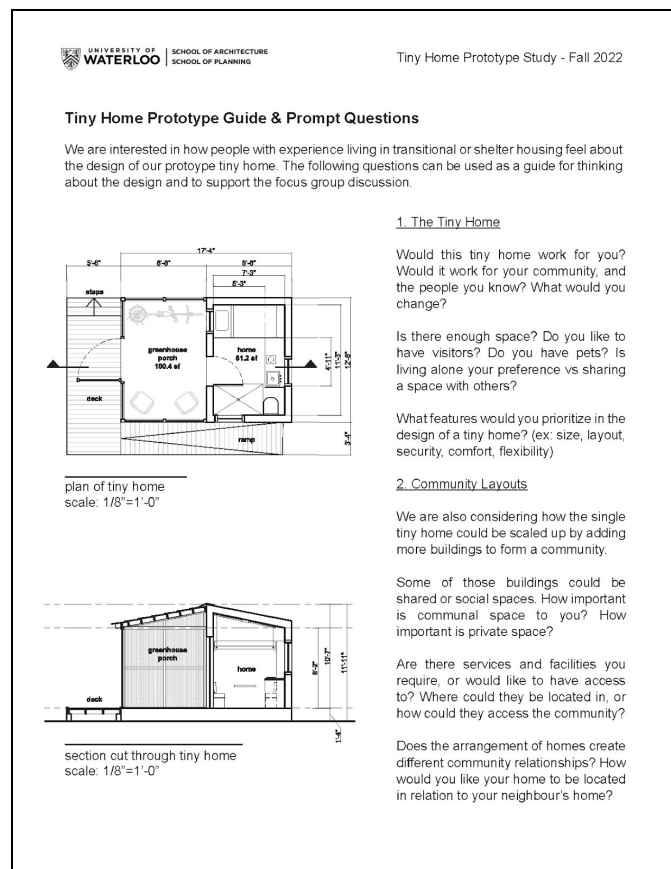 UNIVERSITY OF
WATERLOO
SCHOOL OF ARCHITECTURE
SCHOOL OF PLANNING
Tiny Home Prototype Study - Fall 2022
Tiny Home Prototype Guide & Prompt Questions
We are interested in how people with experience living in transitional or shelter housing feel about
the design of our protoype tiny home. The following questions can be used as a guide for thinking
about the design and to support the focus group discussion.
17'-4"
5'-6"
8'-8"
7'-3"
5'-3"
steps
greenhouse
porch
100.4 sf
home
deck
ramp
4'-11"
11'-3"
3'-4"
plan of tiny home
scale: 1/8"=1'-0"
greenhouse
porch
home
deck
8'-2"
10'-7"
11'-11"
1'-4"
section cut through tiny home
scale: 1/8"=1'-0"
1. The Tiny Home
Would this tiny home work for you?
Would it work for your community, and
the people you know? What would you
change?
Is there enough space? Do you like to
have visitors? Do you have pets? Is
living alone your preference vs sharing
a space with others?
What features would you prioritize in the
design of a tiny home? (ex: size, layout,
security, comfort, flexibility)
2. Community Layouts
We are also considering how the single
tiny home could be scaled up by adding
more buildings to form a community.
Some of those buildings could be
shared or social spaces. How important
is communal space to you? How
important is private space?
Are there services and facilities you
require, or would like to have access
to? Where could they be located in, or
how could they access the community?
Does the arrangement of homes create
different community relationships? How
would you like your home to be located
in relation to your neighbour's home?